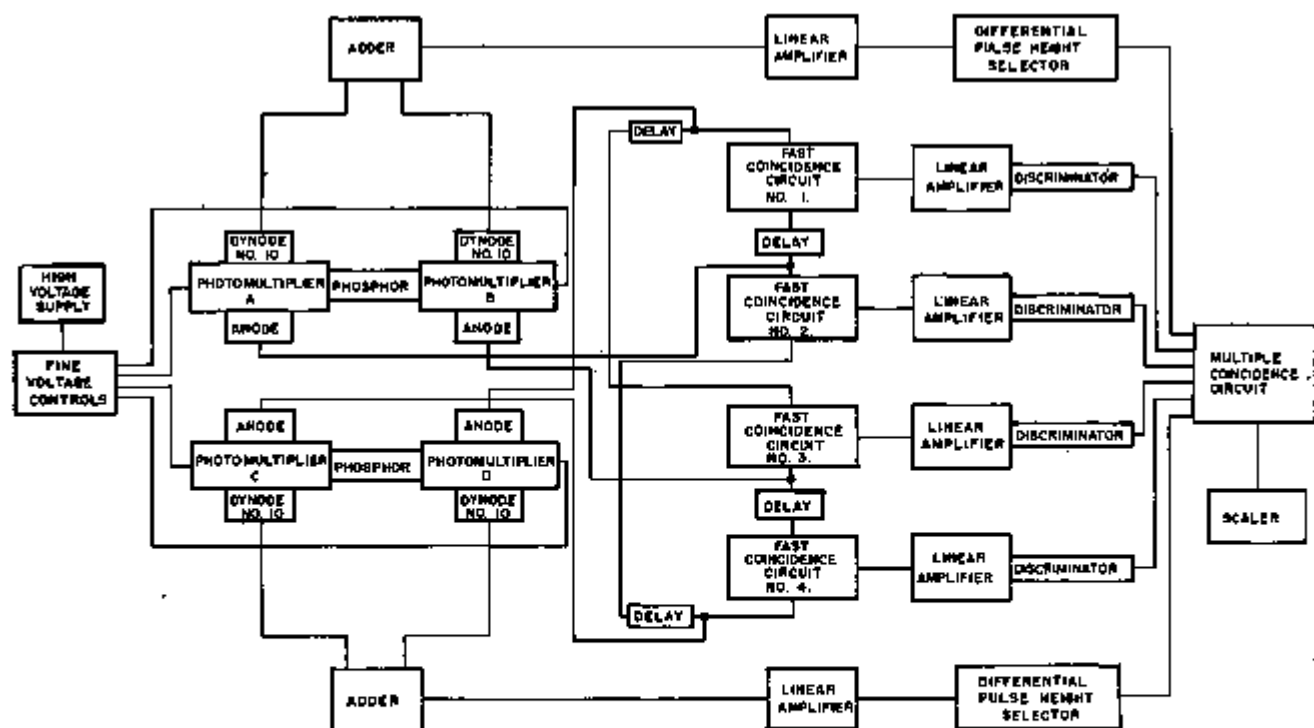 ADDER
LINEAR
AMPLIFIER
DIFFERENTIAL
PULSE HEIGHT
SELECTOR
DELAY
FAST
COINCIDENCE
CIRCUIT
NO. 1.
LINEAR
AMPLIFIER
DISCRIMINATOR
DELAY
DYNODE
NO. 10
DYNODE
NO. 10
HIGH
VOLTAGE
SUPPLY
PHOTOMULTIPLIER
A
PHOSPHOR
PHOTOMULTIPLIER
B
ANODE
ANODE
FAST
COINCIDENCE
CIRCUIT
NO. 2.
LINEAR
AMPLIFIER
DISCRIMINATOR
FINE
VOLTAGE
CONTROLS
MULTIPLE
COINCIDENCE
CIRCUIT
ANODE
ANODE
FAST
COINCIDENCE
CIRCUIT
NO. 3.
LINEAR
AMPLIFIER
DISCRIMINATOR
PHOTOMULTIPLIER
C
PHOSPHOR
PHOTOMULTIPLIER
D
DYNODE
NO. 10
DYNODE
NO. 10
DELAY
SCALER
FAST
COINCIDENCE
CIRCUIT
NO. 4.
LINEAR
AMPLIFIER
DISCRIMINATOR
DELAY
ADDER
LINEAR
AMPLIFIER
DIFFERENTIAL
PULSE HEIGHT
SELECTOR